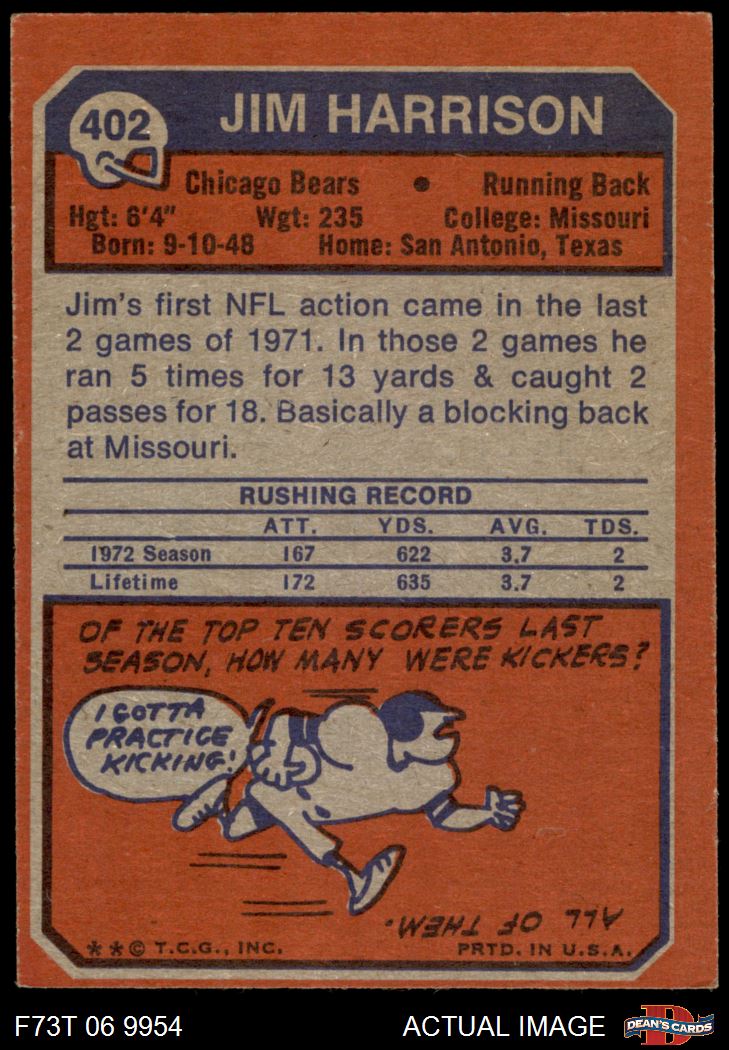 402
JIM HARRISON
Chicago Bears • Running Back
Hgt: 6'4" Wgt: 235 College: Missouri
Born: 9-10-48 Home: San Antonio, Texas
Jim's first NFL action came in the last
2 games of 1971. In those 2 games he
ran 5 times for 13 yards & caught 2
passes for 18. Basically a blocking back
at Missouri.
RUSHING RECORD
ATT. YDS. AVG. TDS.
1972 Season 167 622 3.7 2
Lifetime 172 635 3.7 2
OF THE TOP TEN SCORERS LAST
SEASON, HOW MANY WERE KICKERS?
I GOTTA
PRACTICE
KICKING!
ALL OF THEM.
** © T.C.G., INC. PRTD. IN U.S.A.
F73T 06 9954 ACTUAL IMAGE
D
DEAN'S CARDS